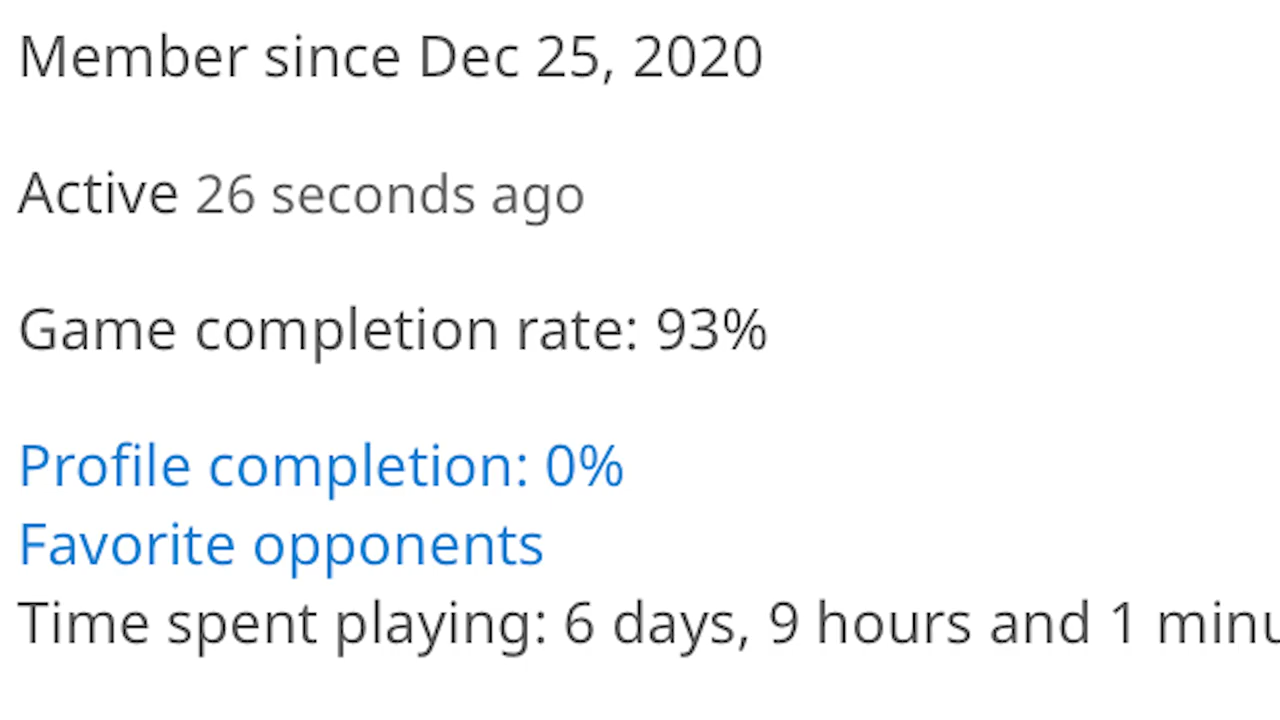 Member since Dec 25, 2020
Active 26 seconds ago
Game completion rate: 93%
Profile completion: 0%
Favorite opponents
Time spent playing: 6 days, 9 hours and 1